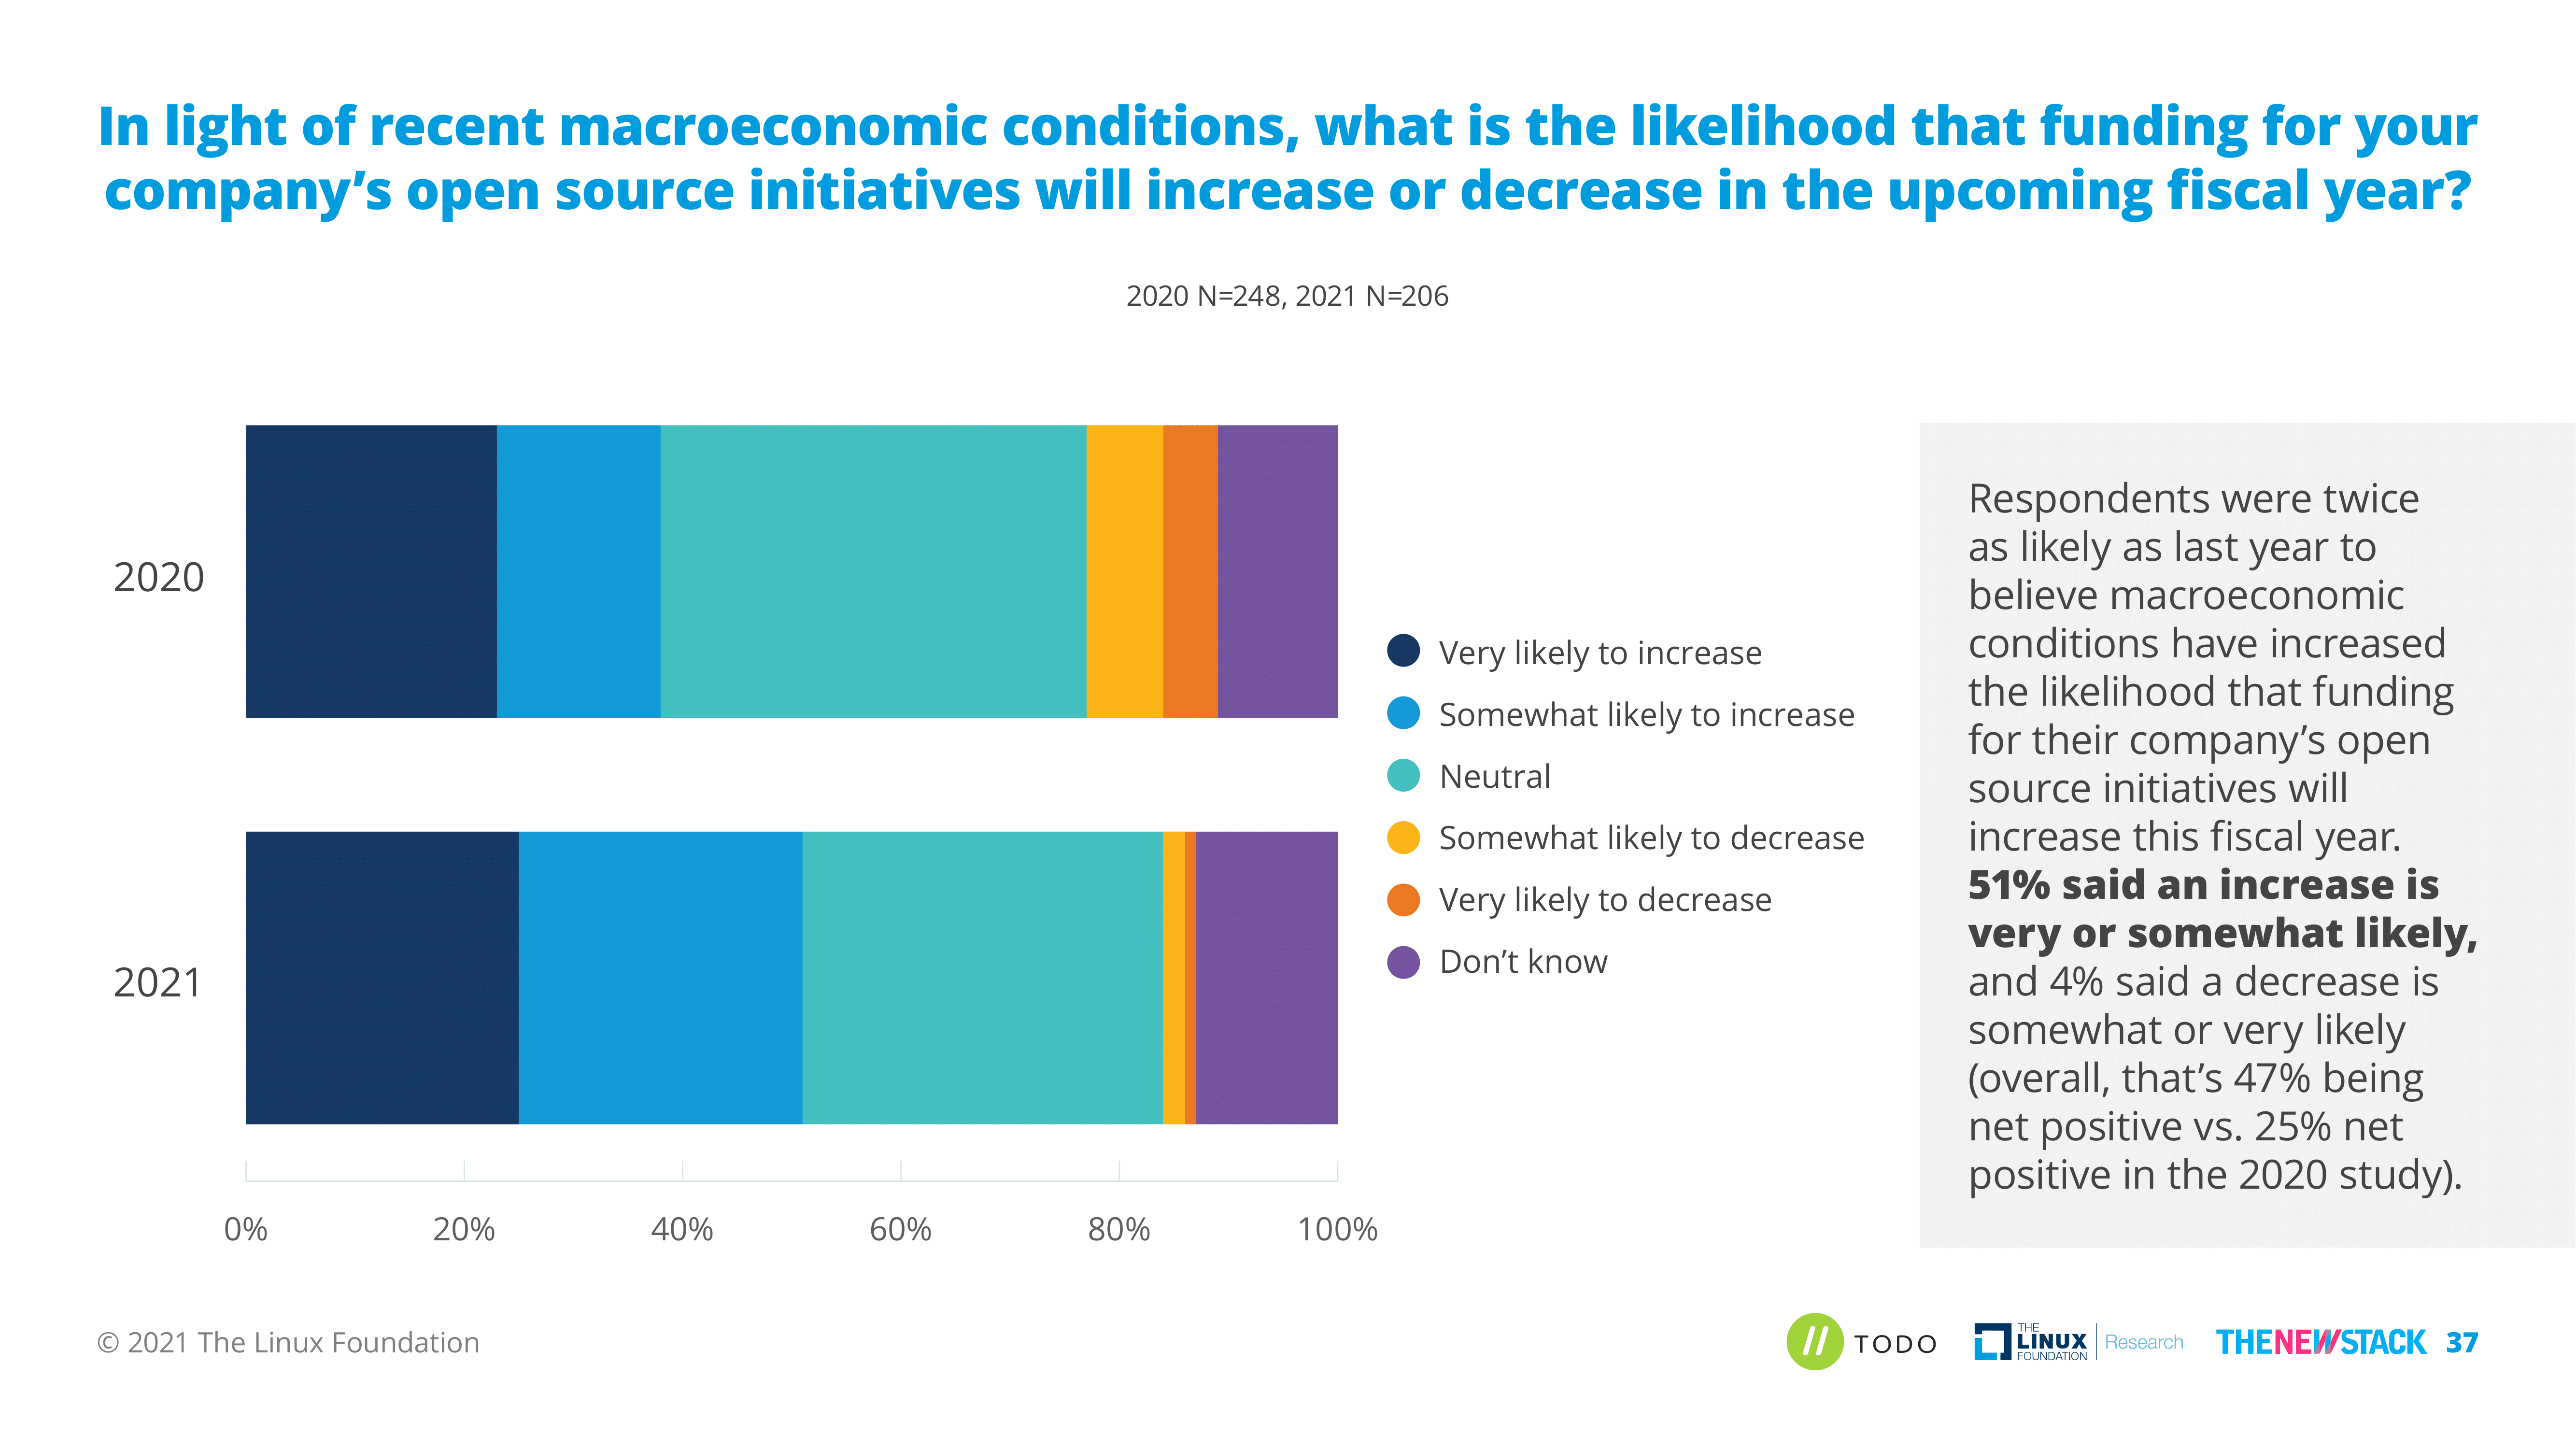 In light of recent macroeconomic conditions, what is the likelihood that funding for your
company’s open source initiatives will increase or decrease in the upcoming fiscal year?
2020 N=248, 2021 N=206
2020
2021
0%
20%
40%
60%
80%
100%
Very likely to increase
Somewhat likely to increase
Neutral
Somewhat likely to decrease
Very likely to decrease
Don’t know
Respondents were twice
as likely as last year to
believe macroeconomic
conditions have increased
the likelihood that funding
for their company’s open
source initiatives will
increase this fiscal year.
51% said an increase is
very or somewhat likely,
and 4% said a decrease is
somewhat or very likely
(overall, that’s 47% being
net positive vs. 25% net
positive in the 2020 study).
© 2021 The Linux Foundation
TODO
THE
LINUX
FOUNDATION
Research
THENEWSTACK
37